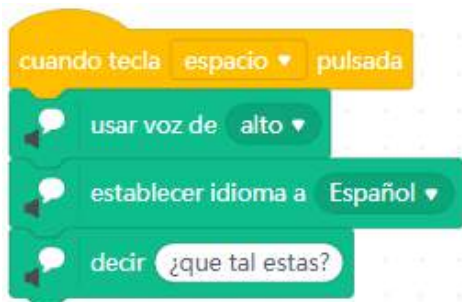 cuando tecla espacio pulsada
usar voz de alto
establecer idioma a Español
decir ¿que tal estas?